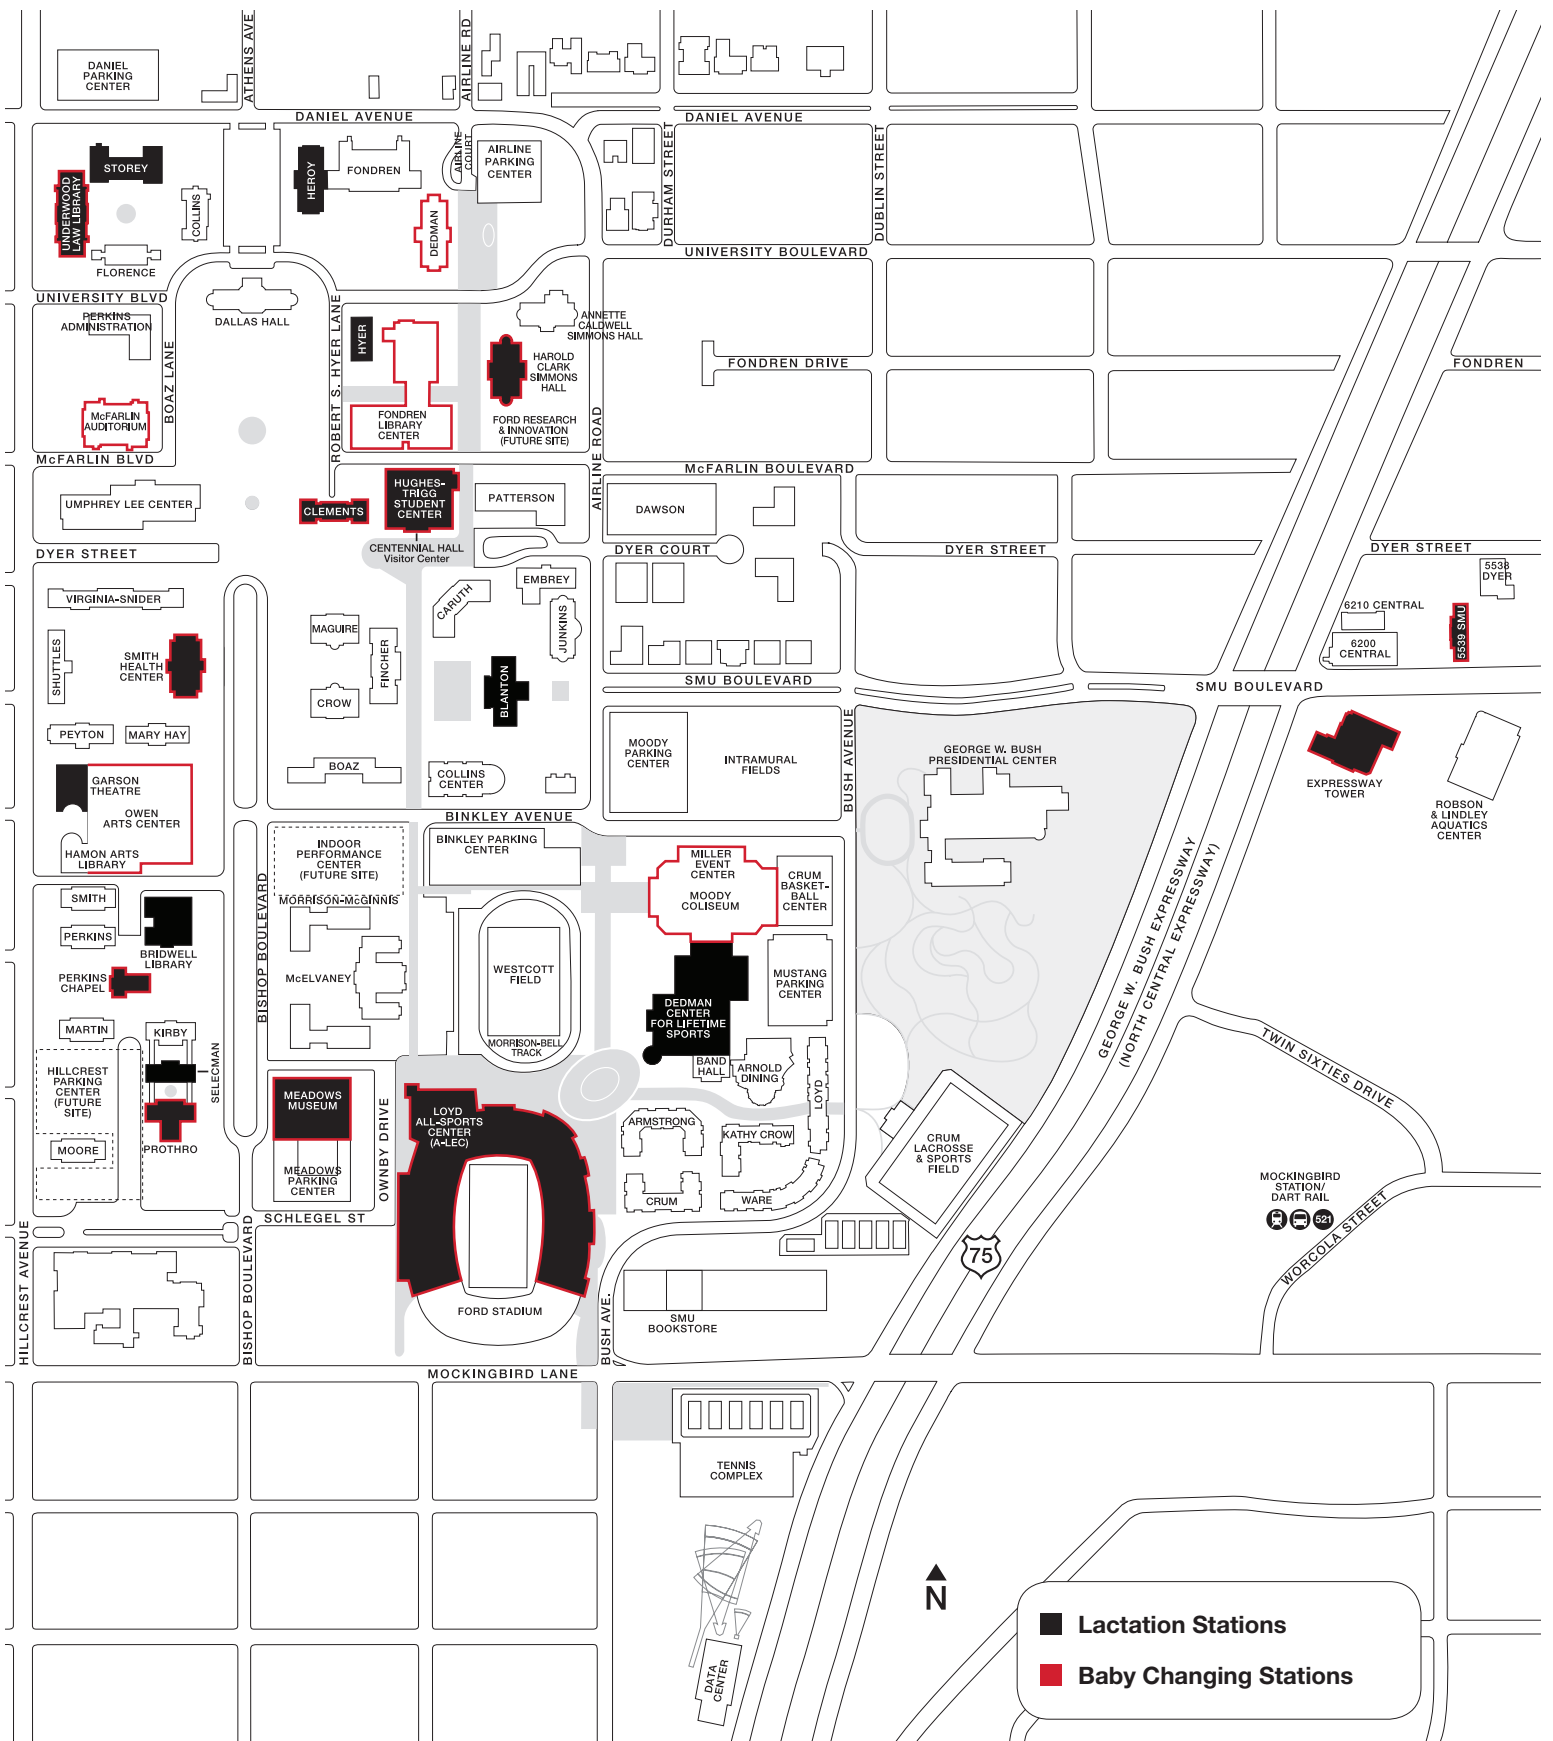 DANIEL
PARKING
CENTER
ATHENS AVE
AIRLINE RD
DANIEL AVENUE
DANIEL AVENUE
STOREY
UNDERWOOD
LAW LIBRARY
COLLINS
FLORENCE
HEROY
FONDREN
AIRLINE
COURT
AIRLINE
PARKING
CENTER
DEDMAN
DURHAM STREET
DUBLIN STREET
UNIVERSITY BOULEVARD
UNIVERSITY BLVD
PERKINS
ADMINISTRATION
DALLAS HALL
BOAZ LANE
ROBERT S. HYER LANE
HYER
ANNETTE
CALDWELL
SIMMONS HALL
HAROLD
CLARK
SIMMONS
HALL
FONDREN DRIVE
FONDREN
McFARLIN
AUDITORIUM
FONDREN
LIBRARY
CENTER
FORD RESEARCH
& INNOVATION
(FUTURE SITE)
AIRLINE ROAD
McFARLIN BLVD
McFARLIN BOULEVARD
UMPHREY LEE CENTER
CLEMENTS
HUGHES-
TRIGG
STUDENT
CENTER
PATTERSON
DAWSON
CENTENNIAL HALL
Visitor Center
DYER STREET
DYER COURT
DYER STREET
DYER STREET
5538
DYER
VIRGINIA-SNIDER
CARUTH
EMBREY
JUNKINS
6210 CENTRAL
6200
CENTRAL
5539 SMU
SHUTTLES
SMITH
HEALTH
CENTER
MAGUIRE
FINCHER
CROW
BLANTON
SMU BOULEVARD
SMU BOULEVARD
PEYTON
MARY HAY
BOAZ
COLLINS
CENTER
MOODY
PARKING
CENTER
INTRAMURAL
FIELDS
BUSH AVENUE
GEORGE W. BUSH
PRESIDENTIAL CENTER
EXPRESSWAY
TOWER
ROBSON
& LINDLEY
AQUATICS
CENTER
GARSON
THEATRE
OWEN
ARTS CENTER
HAMON ARTS
LIBRARY
BINKLEY AVENUE
INDOOR
PERFORMANCE
CENTER
(FUTURE SITE)
BINKLEY PARKING
CENTER
MILLER
EVENT
CENTER
MOODY
COLISEUM
CRUM
BASKET-
BALL
CENTER
BISHOP BOULEVARD
SMITH
PERKINS
BRIDWELL
LIBRARY
PERKINS
CHAPEL
MORRISON-McGINNIS
McELVANEY
WESTCOTT
FIELD
MORRISON-BELL
TRACK
DEDMAN
CENTER
FOR LIFETIME
SPORTS
MUSTANG
PARKING
CENTER
GEORGE W. BUSH EXPRESSWAY
(NORTH CENTRAL EXPRESSWAY)
MARTIN
KIRBY
SELECMAN
HILLCREST
PARKING
CENTER
(FUTURE
SITE)
MOORE
PROTHRO
MEADOWS
MUSEUM
MEADOWS
PARKING
CENTER
OWNBY DRIVE
LOYD
ALL-SPORTS
CENTER
(A-LEC)
BAND
HALL
ARNOLD
DINING
LOYD
ARMSTRONG
KATHY CROW
CRUM
WARE
CRUM
LACROSSE
& SPORTS
FIELD
TWIN SIXTIES DRIVE
MOCKINGBIRD
STATION/
DART RAIL
521
WORCOLA STREET
SCHLEGEL ST
HILLCREST AVENUE
BISHOP BOULEVARD
FORD STADIUM
BUSH AVE.
SMU
BOOKSTORE
75
MOCKINGBIRD LANE
TENNIS
COMPLEX
DATA
CENTER
N
Lactation Stations
Baby Changing Stations